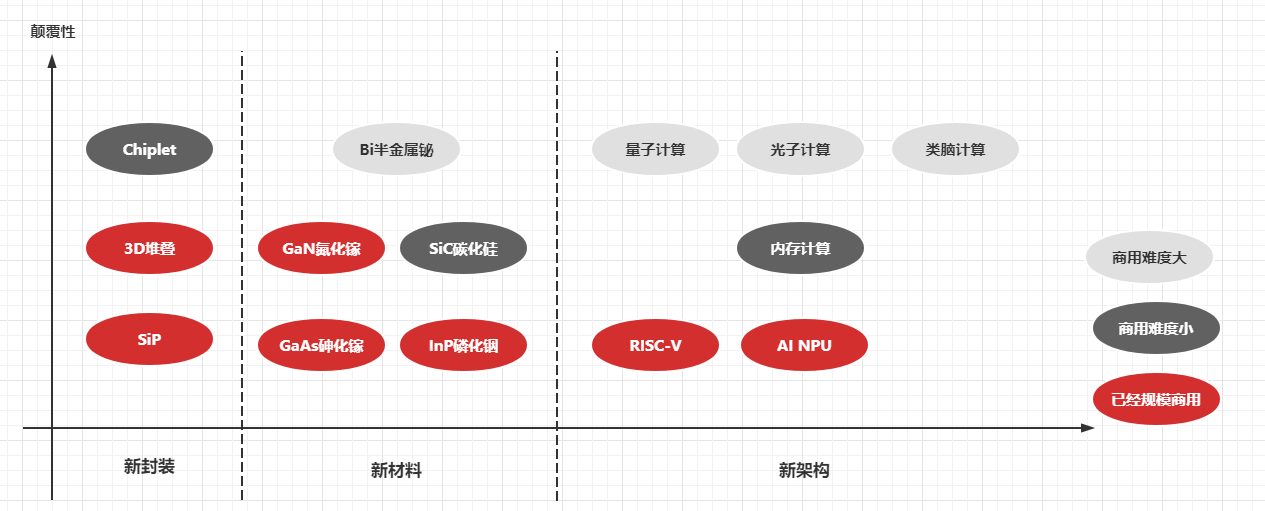 颠覆性
Chiplet
Bi半金属铋
量子计算
光子计算
类脑计算
3D堆叠
GaN氮化镓
SiC碳化硅
内存计算
商用难度大
商用难度小
SiP
GaAs砷化镓
InP磷化铟
RISC-V
AI NPU
已经规模商用
新封装
新材料
新架构